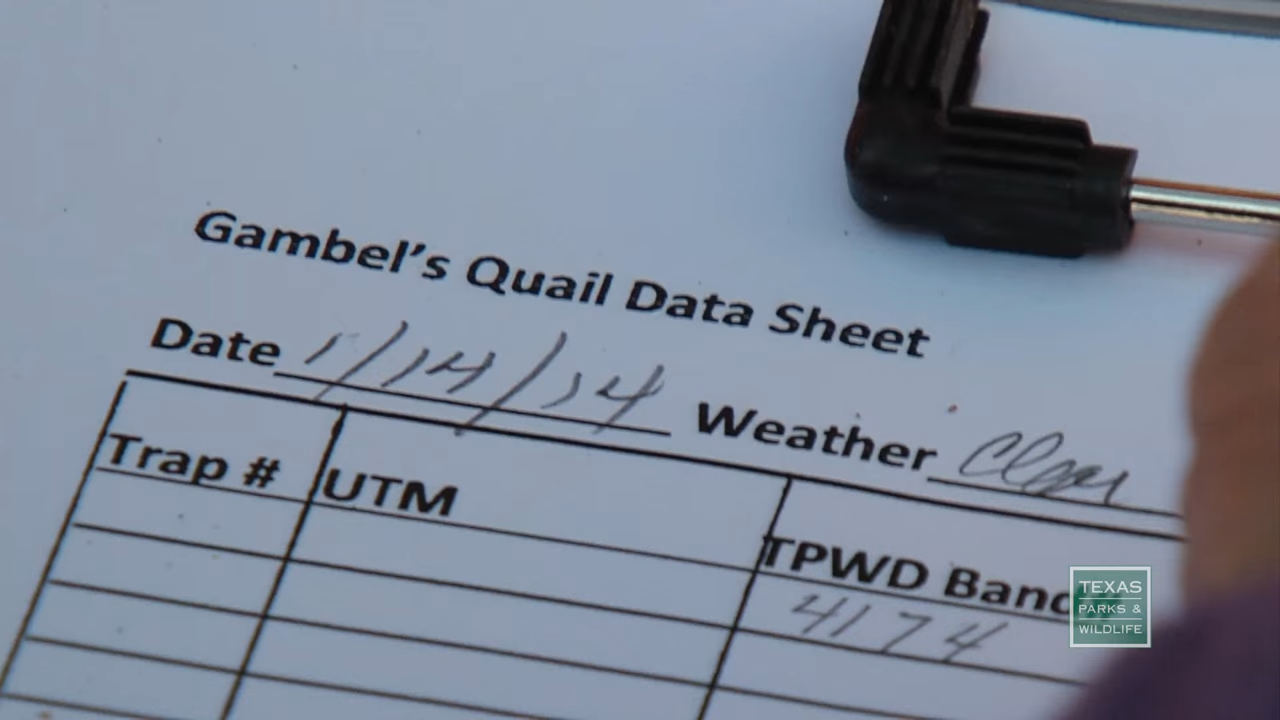 Gambel's Quail Data Sheet
Date 1/14/14 Weather Clear
Trap # UTM TPWD Band
4174
TEXAS
PARKS &
WILDLIFE